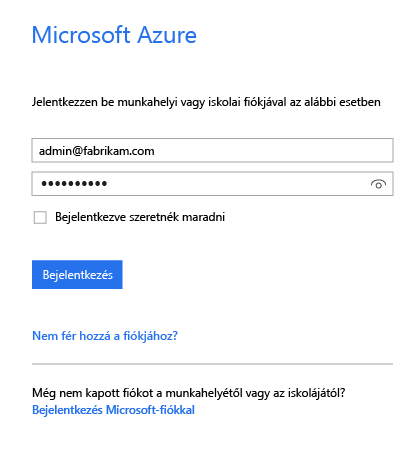 Microsoft Azure
Jelentkezzen be munkahelyi vagy iskolai fiókjával az alábbi esetben
admin@fabrikam.com
••••••••••
Bejelentkezve szeretnék maradni
Bejelentkezés
Nem fér hozzá a fiókjához?
Még nem kapott fiókot a munkahelyétől vagy az iskolájától?
Bejelentkezés Microsoft-fiókkal